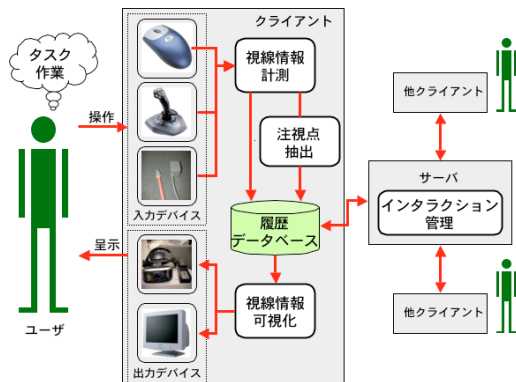 タスク
作業
操作
呈示
ユーザ
クライアント
入力デバイス
出力デバイス
視線情報
計測
注視点
抽出
履歴
データベース
視線情報
可視化
他クライアント
サーバ
インタラクション
管理
他クライアント